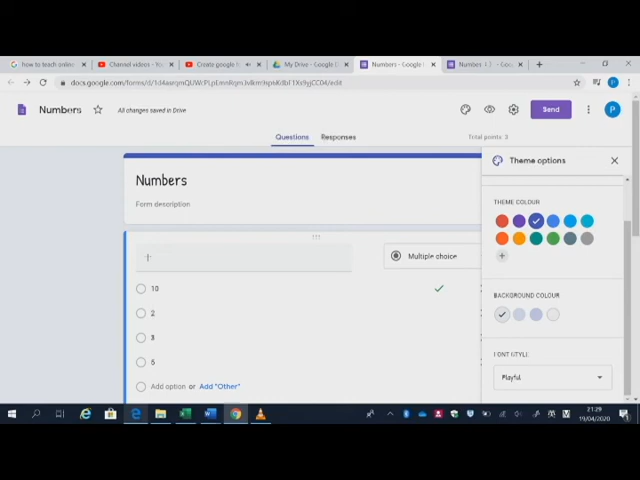 how to teach online
Channel videos - Y
Create google fo
My Drive - Google D
Numbers - Google F
Numbers 1.3 - Goo
Numbers
All changes saved in Drive
Send
P
Questions
Responses
Total points: 3
Theme options
Numbers
Form description
THEME COLOUR
Multiple choice
10
2
3
5
Add option or Add "Other"
BACKGROUND COLOUR
FONT STYLE
Playful
21:29
19/04/2020